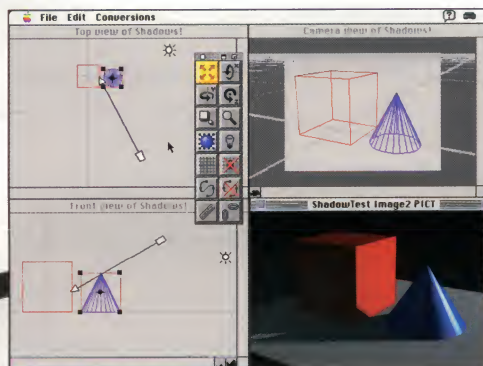 File Edit Conversions
Top view of Shadows!
Camera view of Shadows!
Front view of Shadows!
ShadowTest Image2 PICT